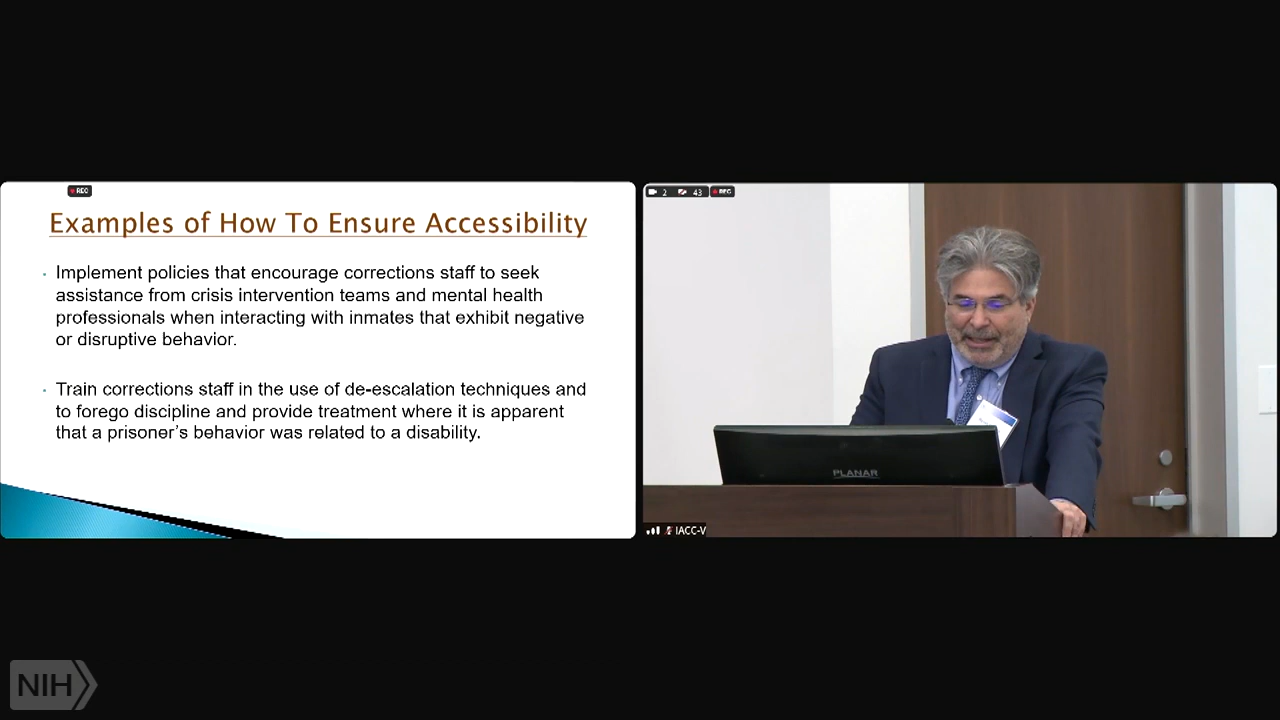 REC
Examples of How To Ensure Accessibility
Implement policies that encourage corrections staff to seek
assistance from crisis intervention teams and mental health
professionals when interacting with inmates that exhibit negative
or disruptive behavior.
Train corrections staff in the use of de-escalation techniques and
to forego discipline and provide treatment where it is apparent
that a prisoner's behavior was related to a disability.
2 43 REC
PLANAR
IACC-V
NIH